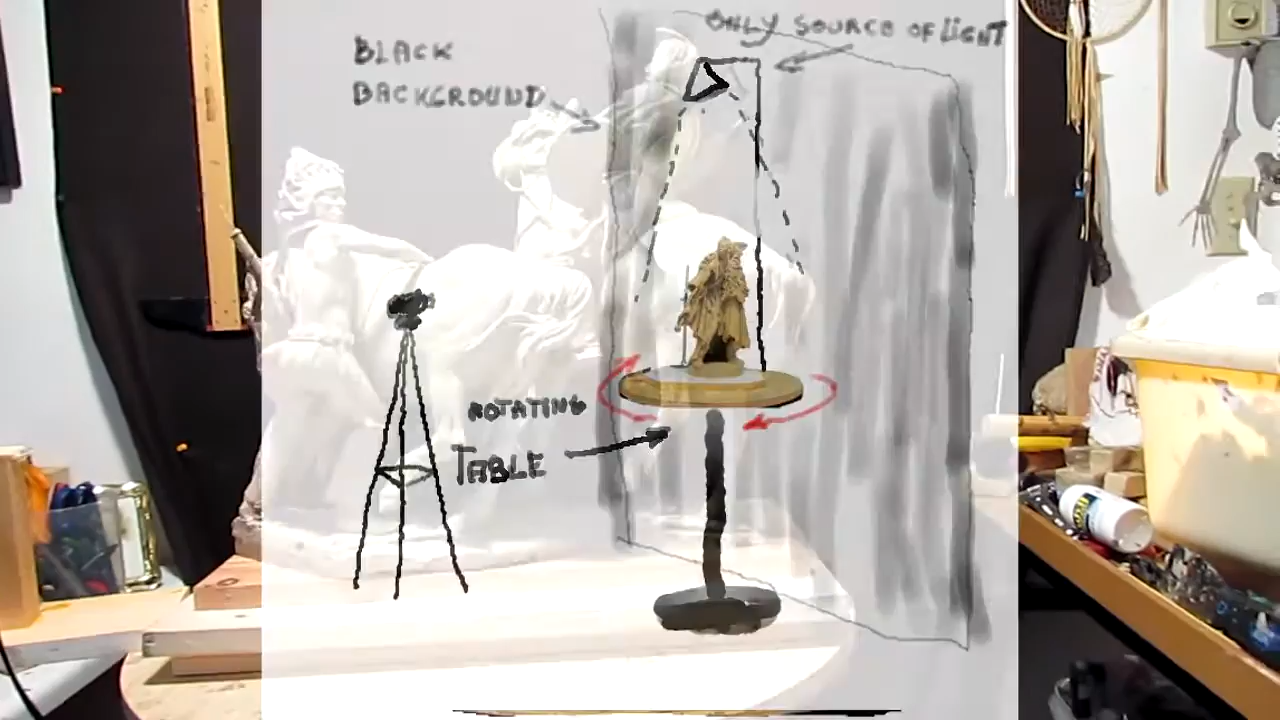 ONLY SOURCE OF LIGHT
BLACK
BACKGROUND
ROTATING
TABLE